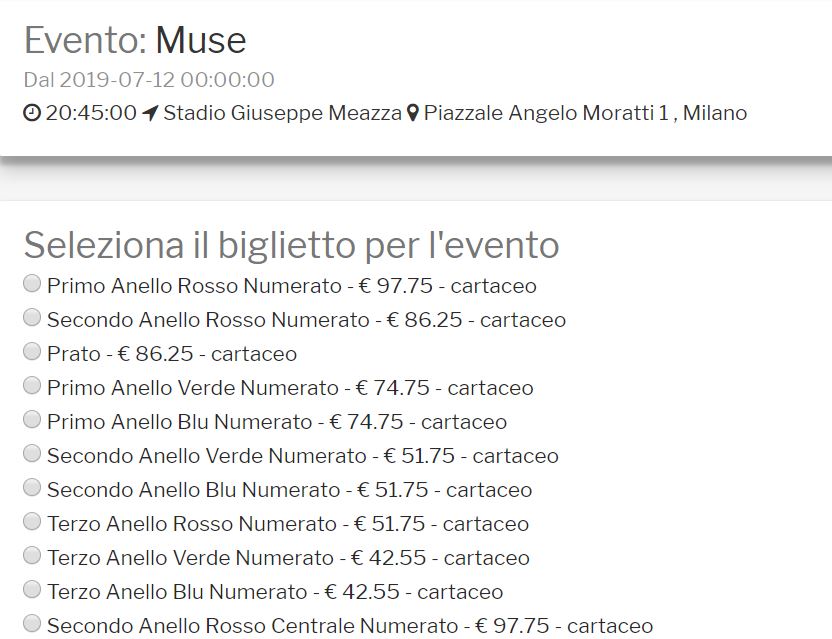 Evento: Muse
Dal 2019-07-12 00:00:00
20:45:00 Stadio Giuseppe Meazza Piazzale Angelo Moratti 1 , Milano
Seleziona il biglietto per l'evento
Primo Anello Rosso Numerato - € 97.75 - cartaceo
Secondo Anello Rosso Numerato - € 86.25 - cartaceo
Prato - € 86.25 - cartaceo
Primo Anello Verde Numerato - € 74.75 - cartaceo
Primo Anello Blu Numerato - € 74.75 - cartaceo
Secondo Anello Verde Numerato - € 51.75 - cartaceo
Secondo Anello Blu Numerato - € 51.75 - cartaceo
Terzo Anello Rosso Numerato - € 51.75 - cartaceo
Terzo Anello Verde Numerato - € 42.55 - cartaceo
Terzo Anello Blu Numerato - € 42.55 - cartaceo
Secondo Anello Rosso Centrale Numerato - € 97.75 - cartaceo